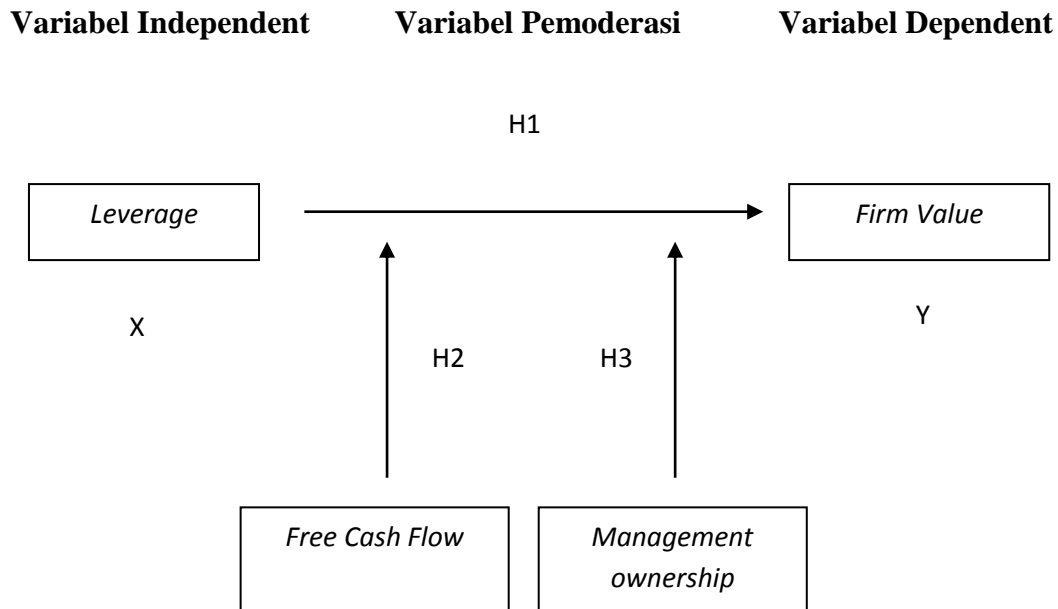 Variabel Independent Variabel Pemoderasi Variabel Dependent
H1
Leverage Firm Value
X Y
H2 H3
Free Cash Flow Management
ownership